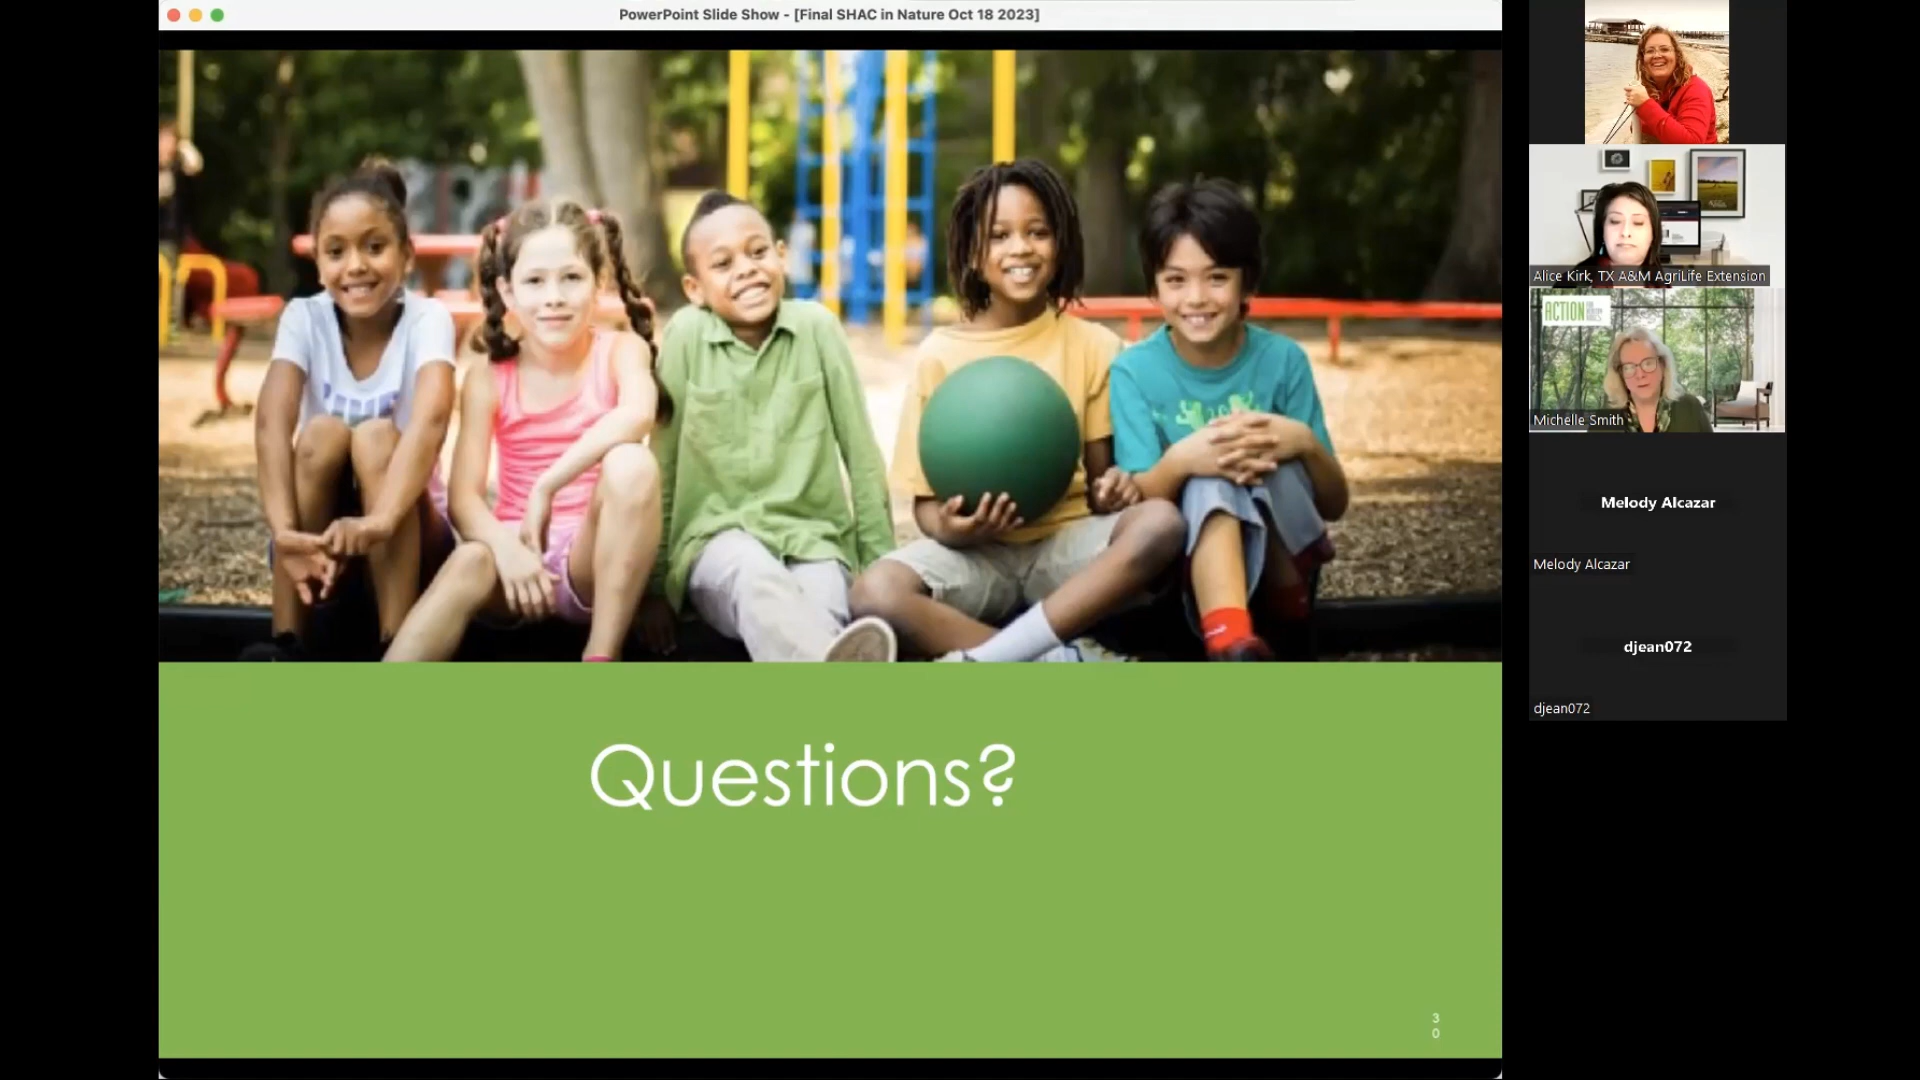 PowerPoint Slide Show - [Final SHAC in Nature Oct 18 2023]
Questions?
3
0
Alice Kirk, TX A&M AgriLife Extension
ACTION
Michelle Smith
Melody Alcazar
Melody Alcazar
djean072
djean072